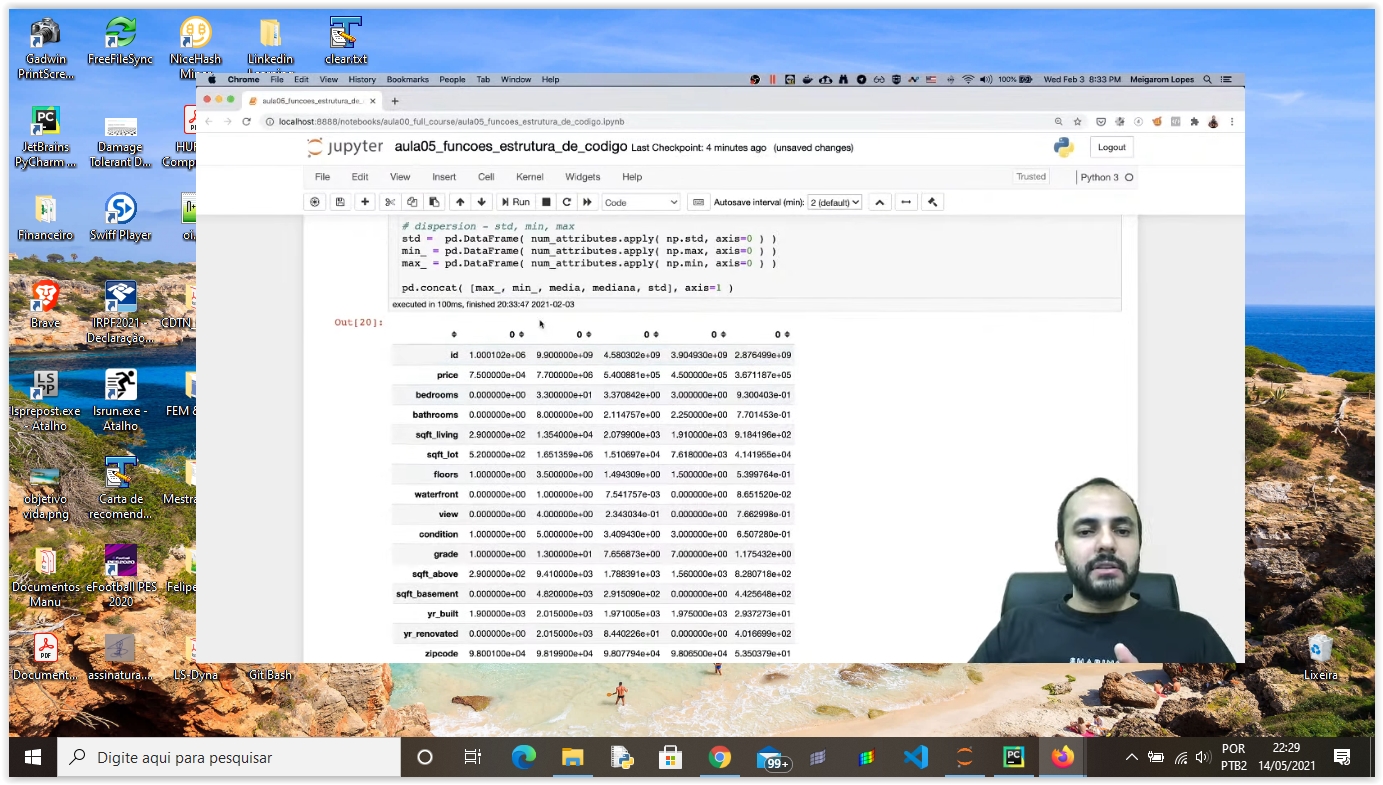 Gadwin PrintScre...
FreeFileSync
NiceHash Miner
Linkedin Learning
clear.txt
JetBrains PyCharm ...
Damage Tolerant D...
HUF Comp
Financeiro
Swiff Player
oi.
Brave
IRPF2021 - Declaração...
CDTN
lsprepost.exe - Atalho
lsrun.exe - Atalho
FEM &
objetivo vida.png
Carta de recomend...
Mestra
Documentos Manu
eFootball PES 2020
Felipe
Document...
assinatura....
LS-Dyna
Git Bash
Lixeira
Chrome File Edit View History Bookmarks People Tab Window Help
100% Wed Feb 3 8:33 PM Meigarom Lopes
aula05_funcoes_estrutura_de_
localhost:8888/notebooks/aula00_full_course/aula05_funcoes_estrutura_de_codigo.ipynb
jupyter aula05_funcoes_estrutura_de_codigo Last Checkpoint: 4 minutes ago (unsaved changes)
Logout
File Edit View Insert Cell Kernel Widgets Help
Trusted Python 3
Run Code Autosave interval (min): 2 (default)
# dispersion - std, min, max
std = pd.DataFrame( num_attributes.apply( np.std, axis=0 ) )
min_ = pd.DataFrame( num_attributes.apply( np.max, axis=0 ) )
max_ = pd.DataFrame( num_attributes.apply( np.min, axis=0 ) )
pd.concat( [max_, min_, media, mediana, std], axis=1 )
executed in 100ms, finished 20:33:47 2021-02-03
Out[20]:
0 0 0 0 0
id 1.000102e+06 9.900000e+09 4.580302e+09 3.904930e+09 2.876499e+09
price 7.500000e+04 7.700000e+06 5.400881e+05 4.500000e+05 3.671187e+05
bedrooms 0.000000e+00 3.300000e+01 3.370842e+00 3.000000e+00 9.300403e-01
bathrooms 0.000000e+00 8.000000e+00 2.114757e+00 2.250000e+00 7.701453e-01
sqft_living 2.900000e+02 1.354000e+04 2.079900e+03 1.910000e+03 9.184196e+02
sqft_lot 5.200000e+02 1.651359e+06 1.510697e+04 7.618000e+03 4.141955e+04
floors 1.000000e+00 3.500000e+00 1.494309e+00 1.500000e+00 5.399764e-01
waterfront 0.000000e+00 1.000000e+00 7.541757e-03 0.000000e+00 8.651520e-02
view 0.000000e+00 4.000000e+00 2.343034e-01 0.000000e+00 7.662998e-01
condition 1.000000e+00 5.000000e+00 3.409430e+00 3.000000e+00 6.507280e-01
grade 1.000000e+00 1.300000e+01 7.656873e+00 7.000000e+00 1.175432e+00
sqft_above 2.900000e+02 9.410000e+03 1.788391e+03 1.560000e+03 8.280718e+02
sqft_basement 0.000000e+00 4.820000e+03 2.915090e+02 0.000000e+00 4.425648e+02
yr_built 1.900000e+03 2.015000e+03 1.971005e+03 1.975000e+03 2.937273e+01
yr_renovated 0.000000e+00 2.015000e+03 8.440226e+01 0.000000e+00 4.016699e+02
zipcode 9.800100e+04 9.819900e+04 9.807794e+04 9.806500e+04 5.350379e+01
Digite aqui para pesquisar
99+
POR
PTB2
22:29
14/05/2021